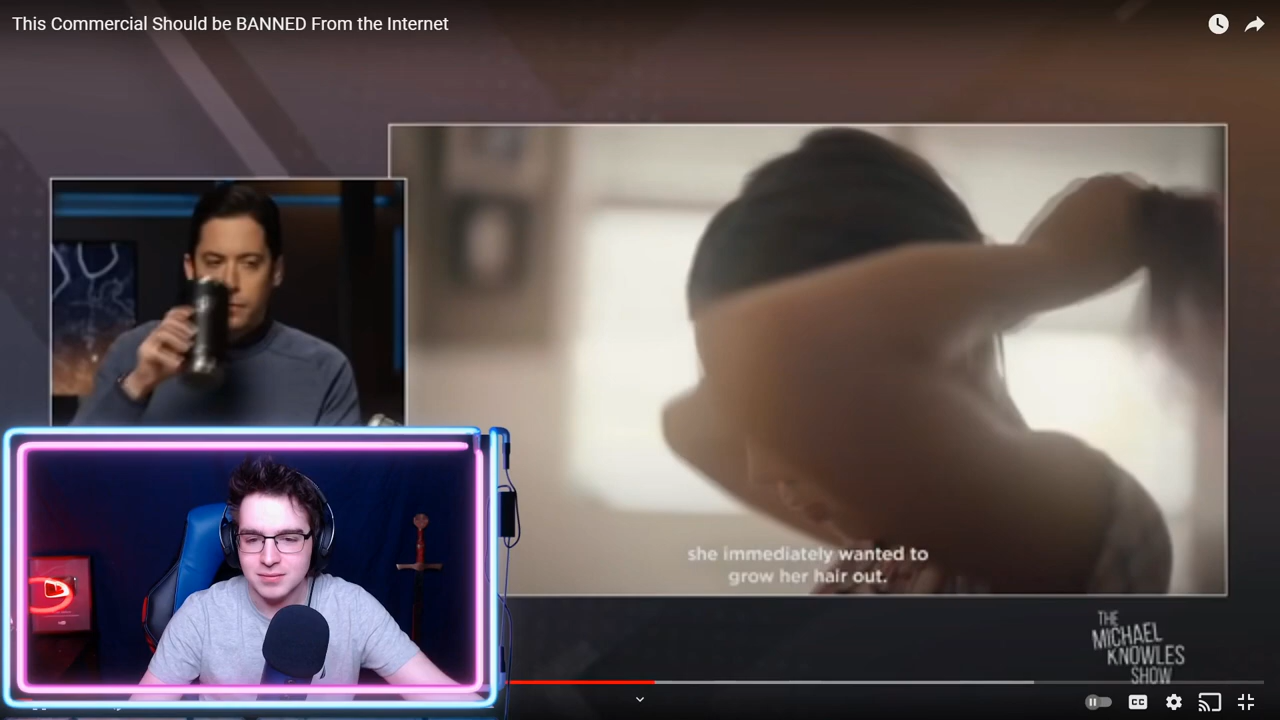 This Commercial Should be BANNED From the Internet
she immediately wanted to
grow her hair out.
THE
MICHAEL
KNOWLES
SHOW
CC